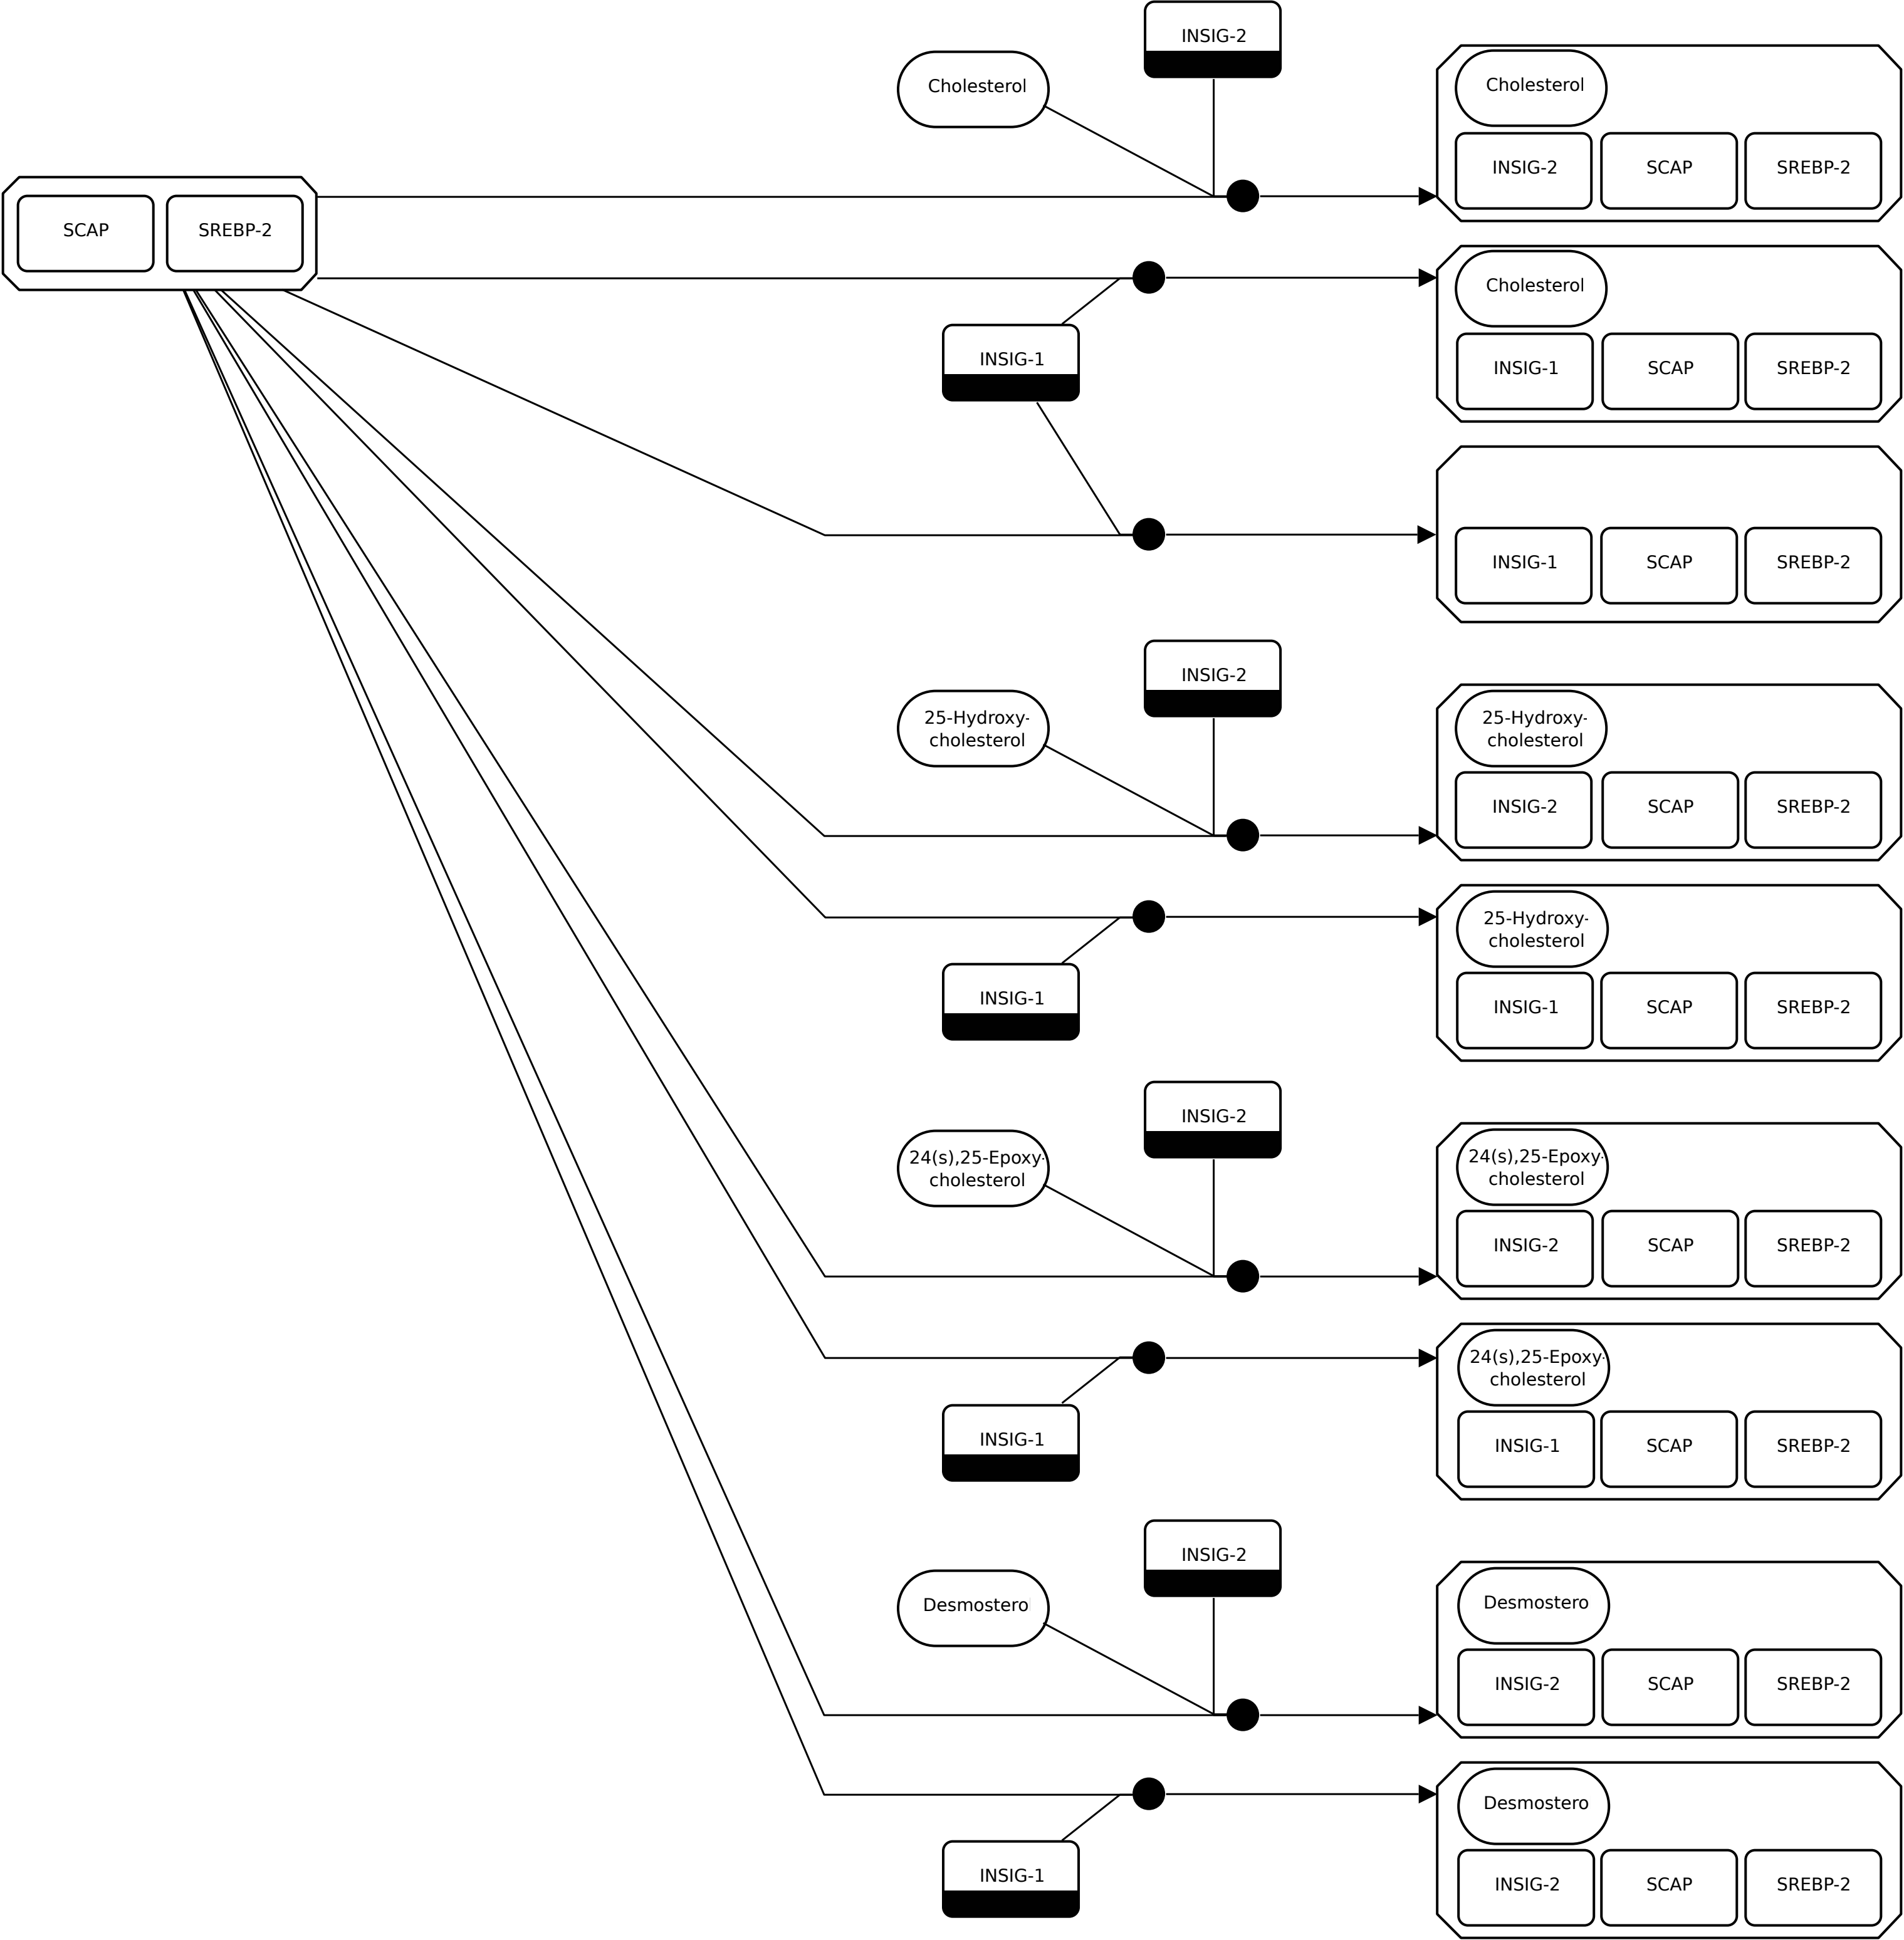 INSIG-2
Cholesterol
Cholesterol
INSIG-2 SCAP SREBP-2
SCAP SREBP-2
Cholesterol
INSIG-1
INSIG-1 SCAP SREBP-2
INSIG-1 SCAP SREBP-2
INSIG-2
25-Hydroxy-
cholesterol
25-Hydroxy-
cholesterol
INSIG-2 SCAP SREBP-2
25-Hydroxy-
cholesterol
INSIG-1
INSIG-1 SCAP SREBP-2
INSIG-2
24(s),25-Epoxy-
cholesterol
24(s),25-Epoxy-
cholesterol
INSIG-2 SCAP SREBP-2
24(s),25-Epoxy-
cholesterol
INSIG-1
INSIG-1 SCAP SREBP-2
INSIG-2
Desmostero
Desmostero
INSIG-2 SCAP SREBP-2
Desmostero
INSIG-1
INSIG-2 SCAP SREBP-2